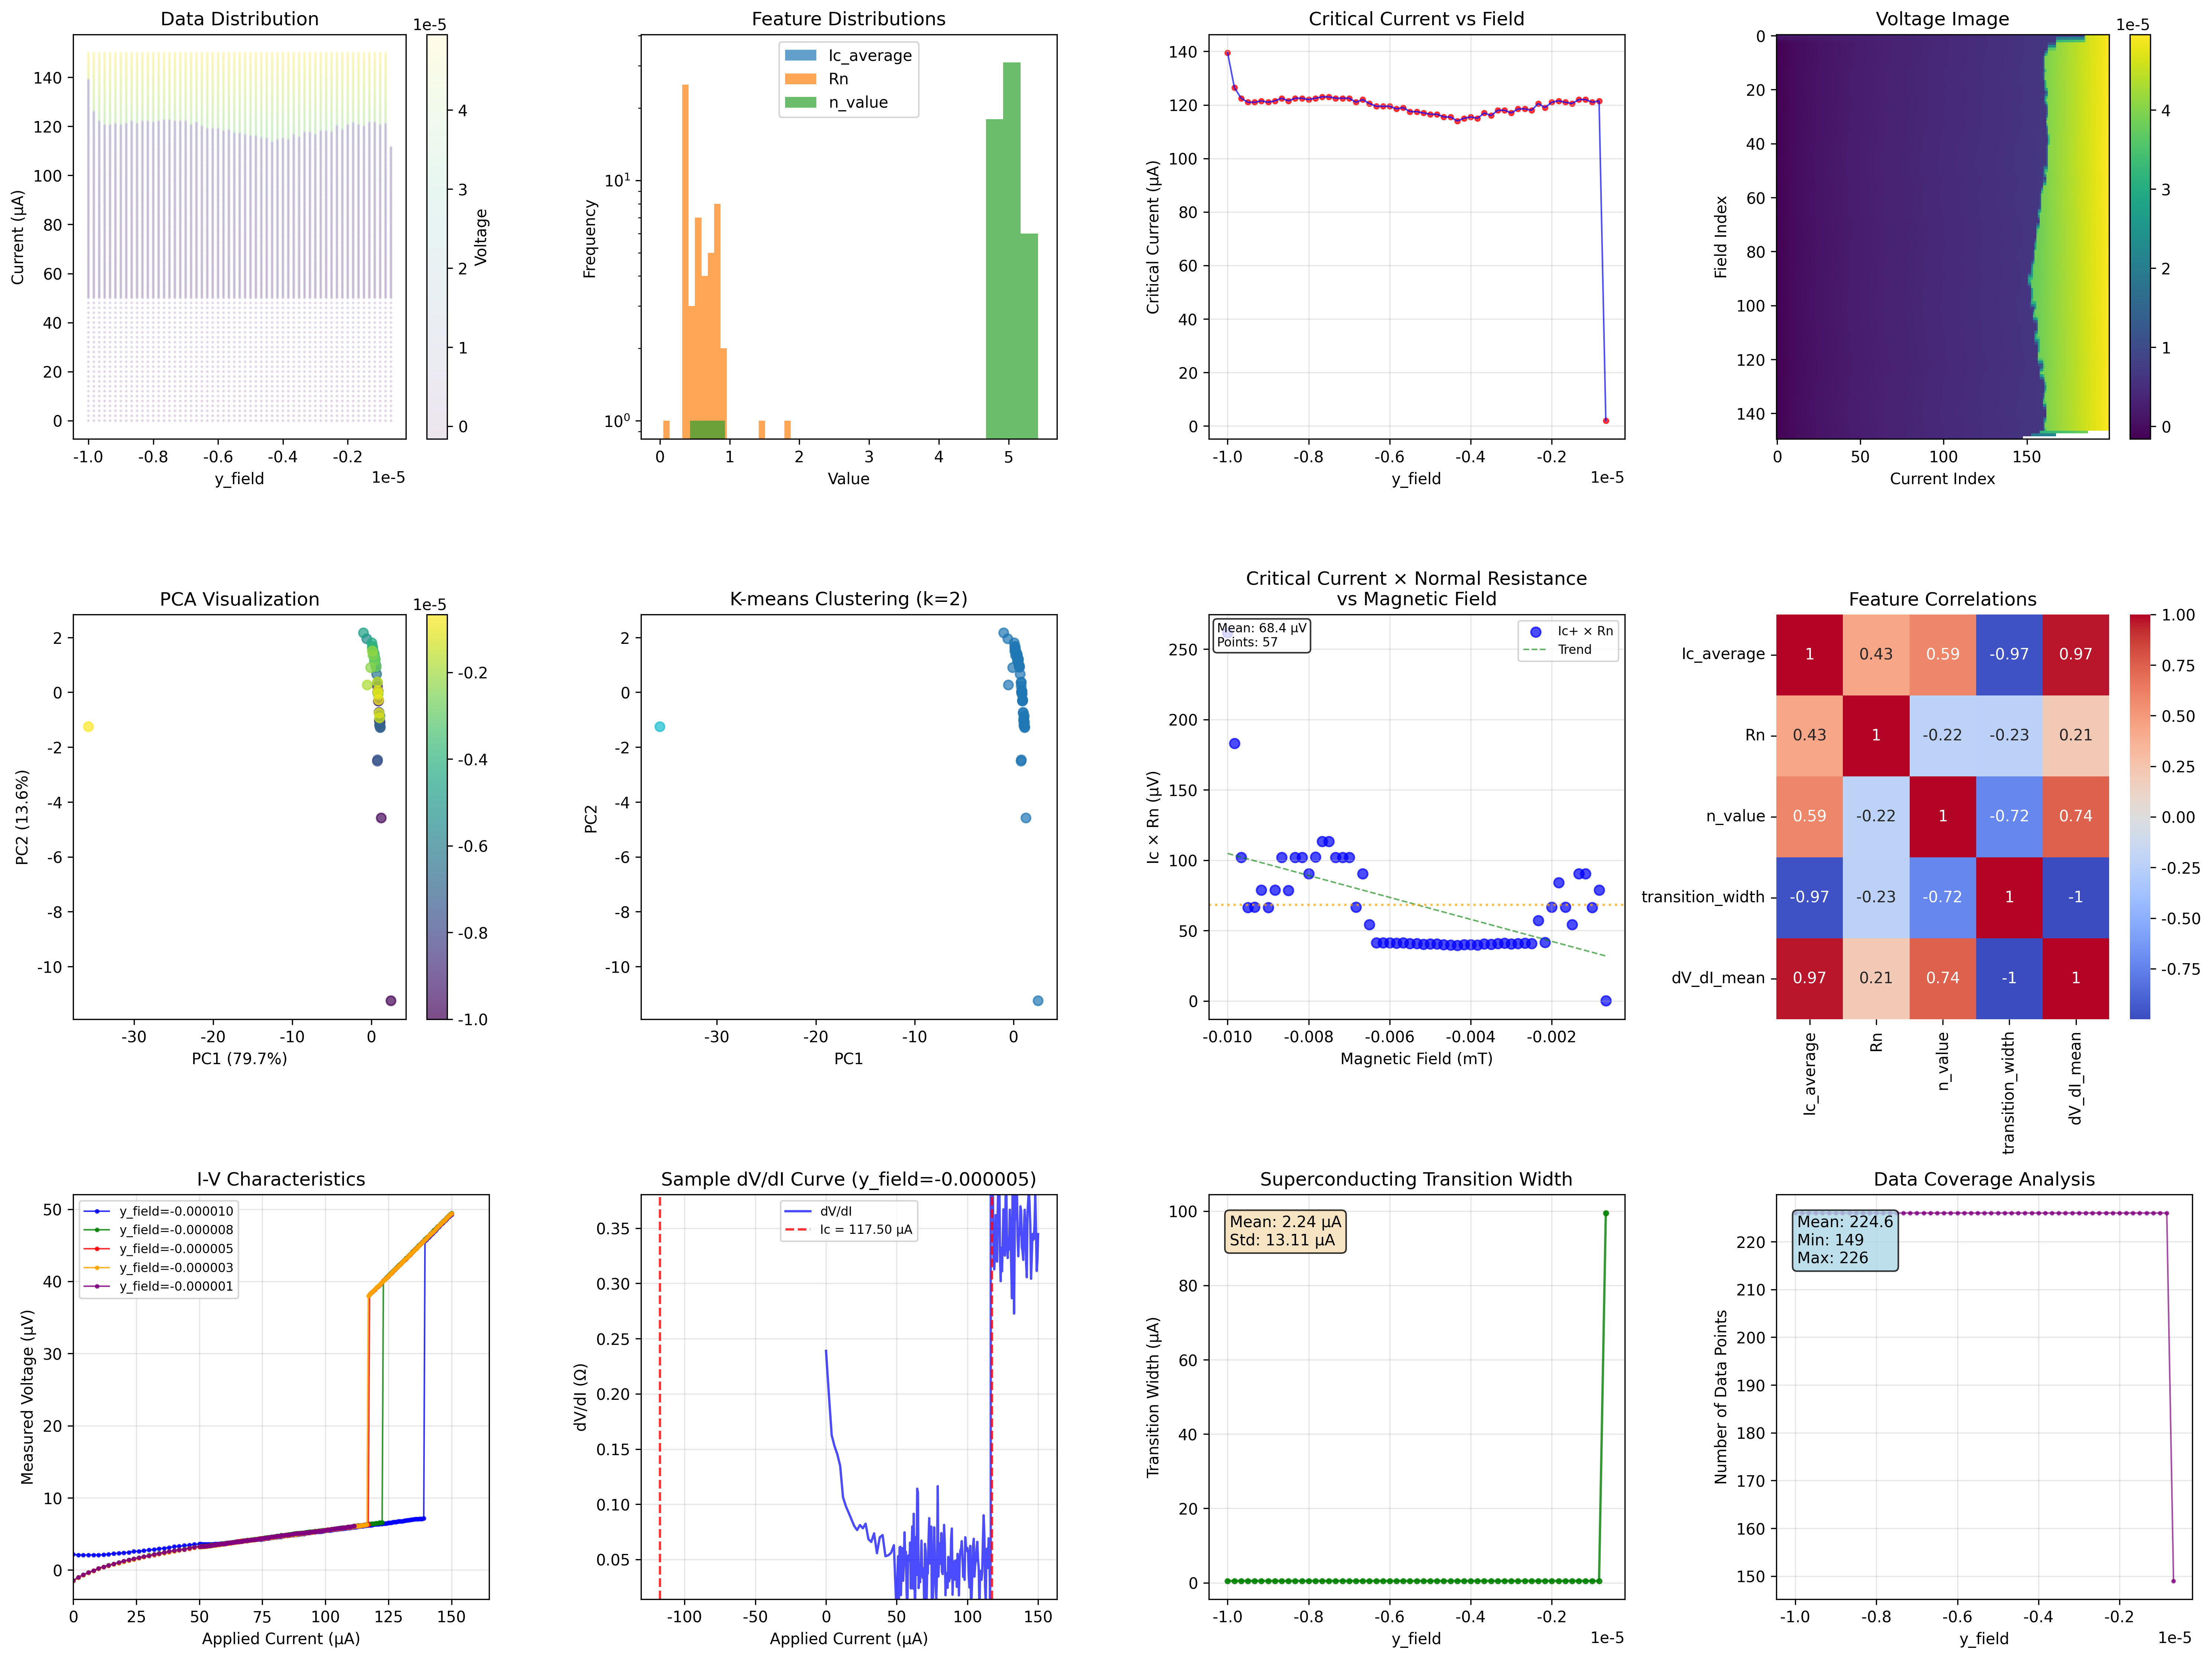 Data Distribution
1e-5
Current (μA)
140
120
100
80
60
40
20
0
-1.0 -0.8 -0.6 -0.4 -0.2
1e-5
y_field
4
3
2
1
0
Voltage
Feature Distributions
Ic_average
Rn
n_value
Frequency
10¹
10⁰
0 1 2 3 4 5
Value
Critical Current vs Field
Critical Current (μA)
140
120
100
80
60
40
20
0
-1.0 -0.8 -0.6 -0.4 -0.2
1e-5
y_field
Voltage Image
1e-5
Field Index
0
20
40
60
80
100
120
140
0 50 100 150
Current Index
4
3
2
1
0
PCA Visualization
1e-5
PC2 (13.6%)
2
0
-2
-4
-6
-8
-10
-30 -20 -10 0
PC1 (79.7%)
-0.2
-0.4
-0.6
-0.8
-1.0
K-means Clustering (k=2)
PC2
2
0
-2
-4
-6
-8
-10
-30 -20 -10 0
PC1
Critical Current × Normal Resistance
vs Magnetic Field
Mean: 68.4 μV
Points: 57
Ic+ × Rn
Trend
Ic × Rn (μV)
250
200
150
100
50
0
-0.010 -0.008 -0.006 -0.004 -0.002
Magnetic Field (mT)
Feature Correlations
Ic_average 1 0.43 0.59 -0.97 0.97
Rn 0.43 1 -0.22 -0.23 0.21
n_value 0.59 -0.22 1 -0.72 0.74
transition_width -0.97 -0.23 -0.72 1 -1
dV_dI_mean 0.97 0.21 0.74 -1 1
Ic_average Rn n_value transition_width dV_dI_mean
1.00
0.75
0.50
0.25
0.00
-0.25
-0.50
-0.75
I-V Characteristics
y_field=-0.000010
y_field=-0.000008
y_field=-0.000005
y_field=-0.000003
y_field=-0.000001
Measured Voltage (μV)
50
40
30
20
10
0
0 25 50 75 100 125 150
Applied Current (μA)
Sample dV/dI Curve (y_field=-0.000005)
dV/dI
Ic = 117.50 μA
dV/dI (Ω)
0.35
0.30
0.25
0.20
0.15
0.10
0.05
-100 -50 0 50 100 150
Applied Current (μA)
Superconducting Transition Width
Mean: 2.24 μA
Std: 13.11 μA
Transition Width (μA)
100
80
60
40
20
0
-1.0 -0.8 -0.6 -0.4 -0.2
1e-5
y_field
Data Coverage Analysis
Mean: 224.6
Min: 149
Max: 226
Number of Data Points
220
210
200
190
180
170
160
150
-1.0 -0.8 -0.6 -0.4 -0.2
1e-5
y_field